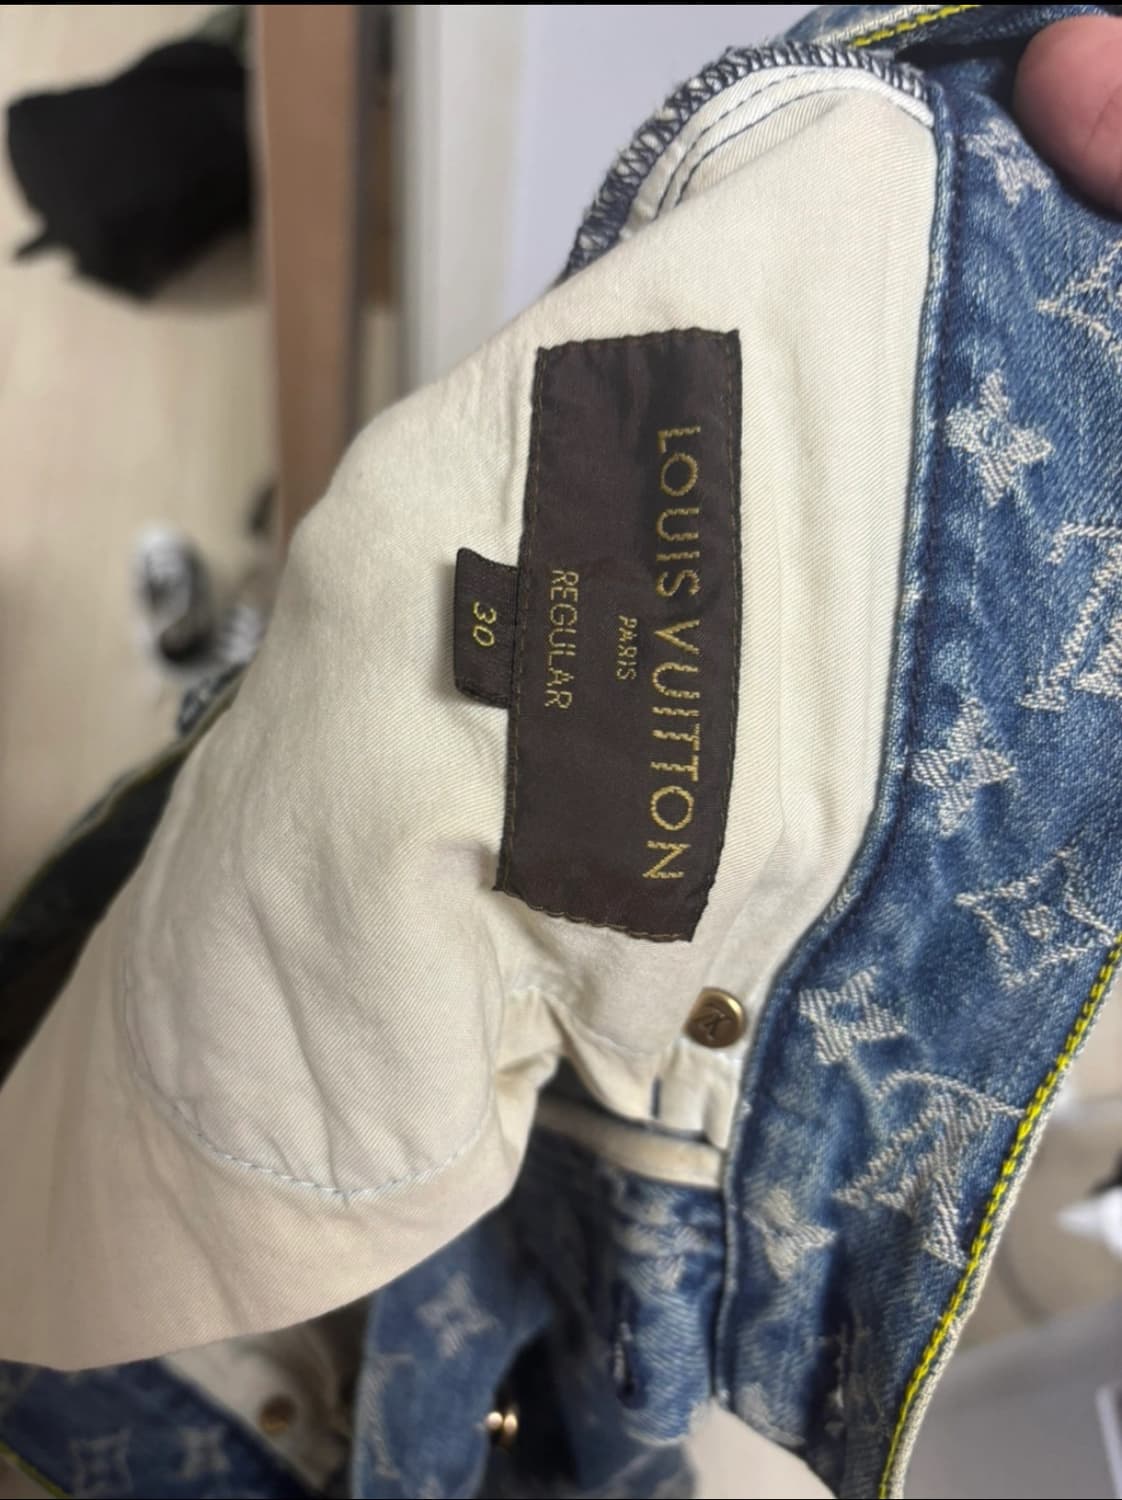 LOUIS VUITTON
PARIS
REGULAR
30